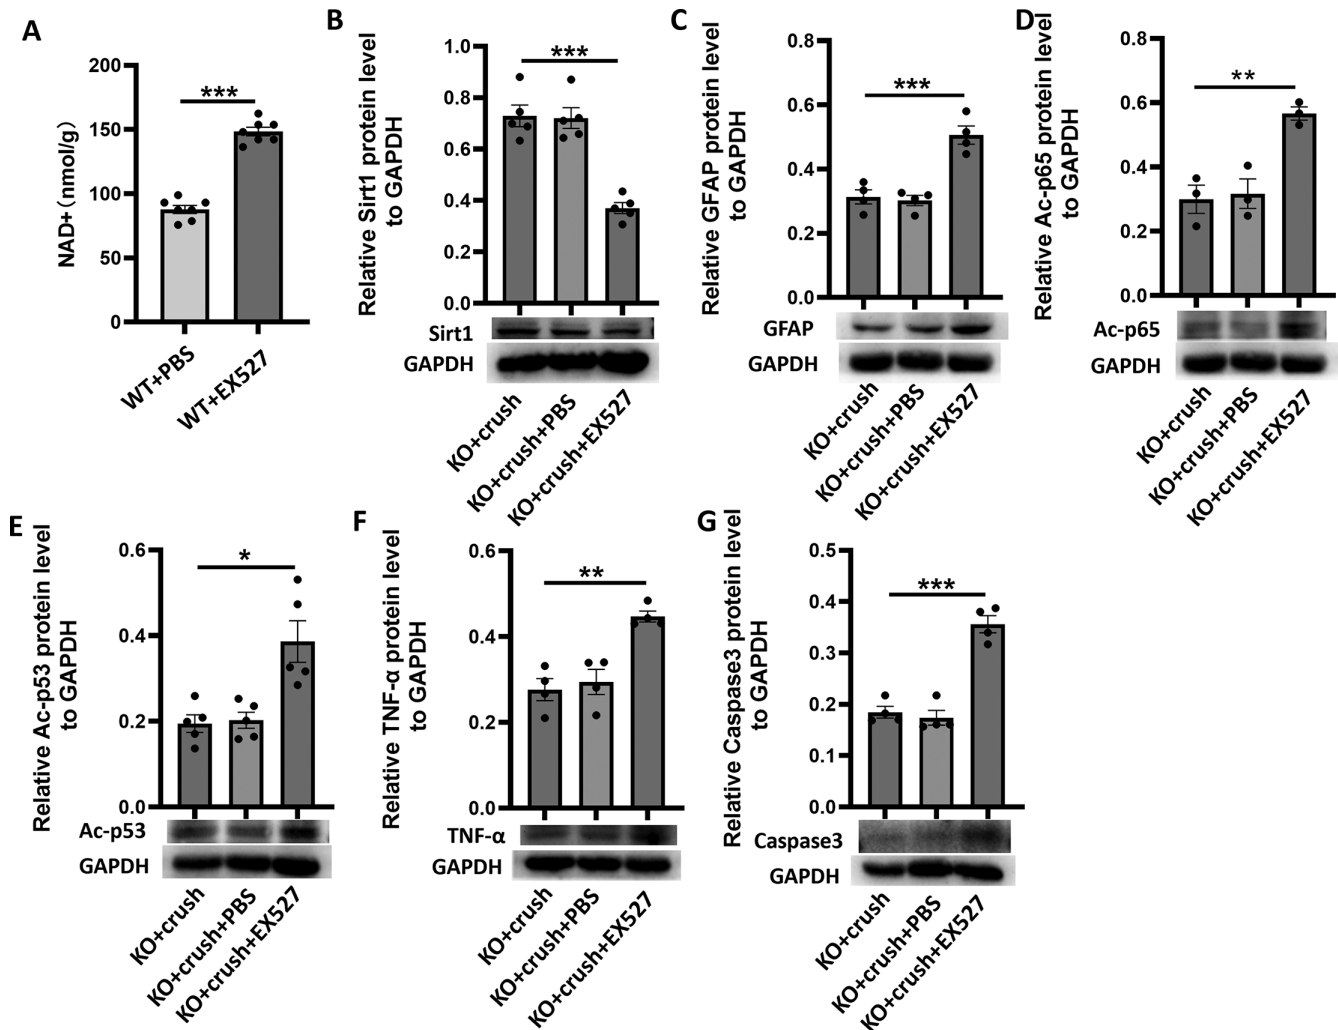 A
NAD+(nmol/g)
200
150
100
50
0
***
WT+PBS
WT+EX527
B
Relative Sirt1 protein level
to GAPDH
1.0
0.8
0.6
0.4
0.2
0.0
***
Sirt1
GAPDH
KO+crush
KO+crush+PBS
KO+crush+EX527
C
Relative GFAP protein level
to GAPDH
0.8
0.6
0.4
0.2
0.0
***
GFAP
GAPDH
KO+crush
KO+crush+PBS
KO+crush+EX527
D
Relative Ac-p65 protein level
to GAPDH
0.8
0.6
0.4
0.2
0.0
**
Ac-p65
GAPDH
KO+crush
KO+crush+PBS
KO+crush+EX527
E
Relative Ac-p53 protein level
to GAPDH
0.6
0.4
0.2
0.0
*
Ac-p53
GAPDH
KO+crush
KO+crush+PBS
KO+crush+EX527
F
Relative TNF-α protein level
to GAPDH
0.6
0.4
0.2
0.0
**
TNF-α
GAPDH
KO+crush
KO+crush+PBS
KO+crush+EX527
G
Relative Caspase3 protein level
to GAPDH
0.5
0.4
0.3
0.2
0.1
0.0
***
Caspase3
GAPDH
KO+crush
KO+crush+PBS
KO+crush+EX527